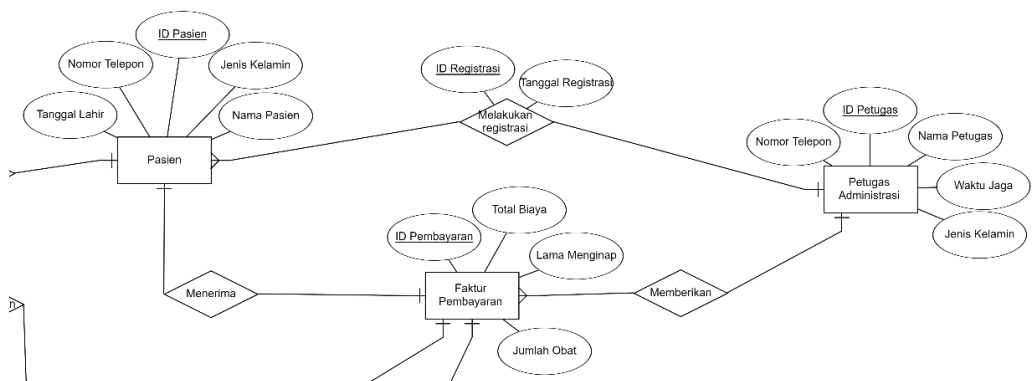 ID Pasien
Nomor Telepon
Jenis Kelamin
Tanggal Lahir
Nama Pasien
Pasien
ID Registrasi
Tanggal Registrasi
Melakukan
registrasi
ID Petugas
Nomor Telepon
Nama Petugas
Petugas
Administrasi
Waktu Jaga
Jenis Kelamin
Total Biaya
ID Pembayaran
Lama Menginap
Menerima
Faktur
Pembayaran
Memberikan
Jumlah Obat